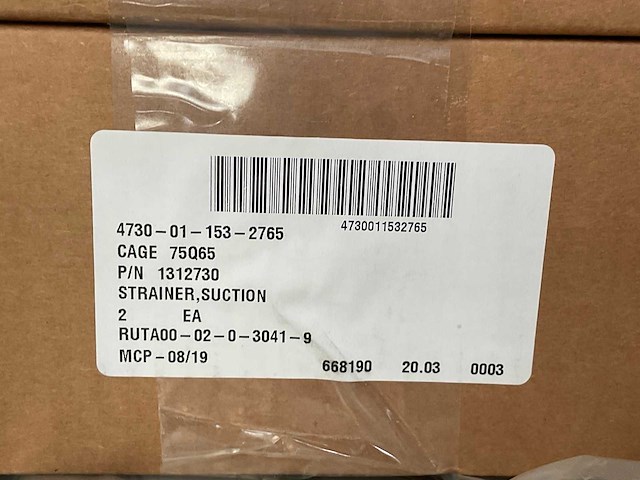 4730-01-153-2765
4730011532765
CAGE 75Q65
P/N 1312730
STRAINER,SUCTION
2 EA
RUTA00-02-0-3041-9
MCP-08/19
668190 20.03 0003